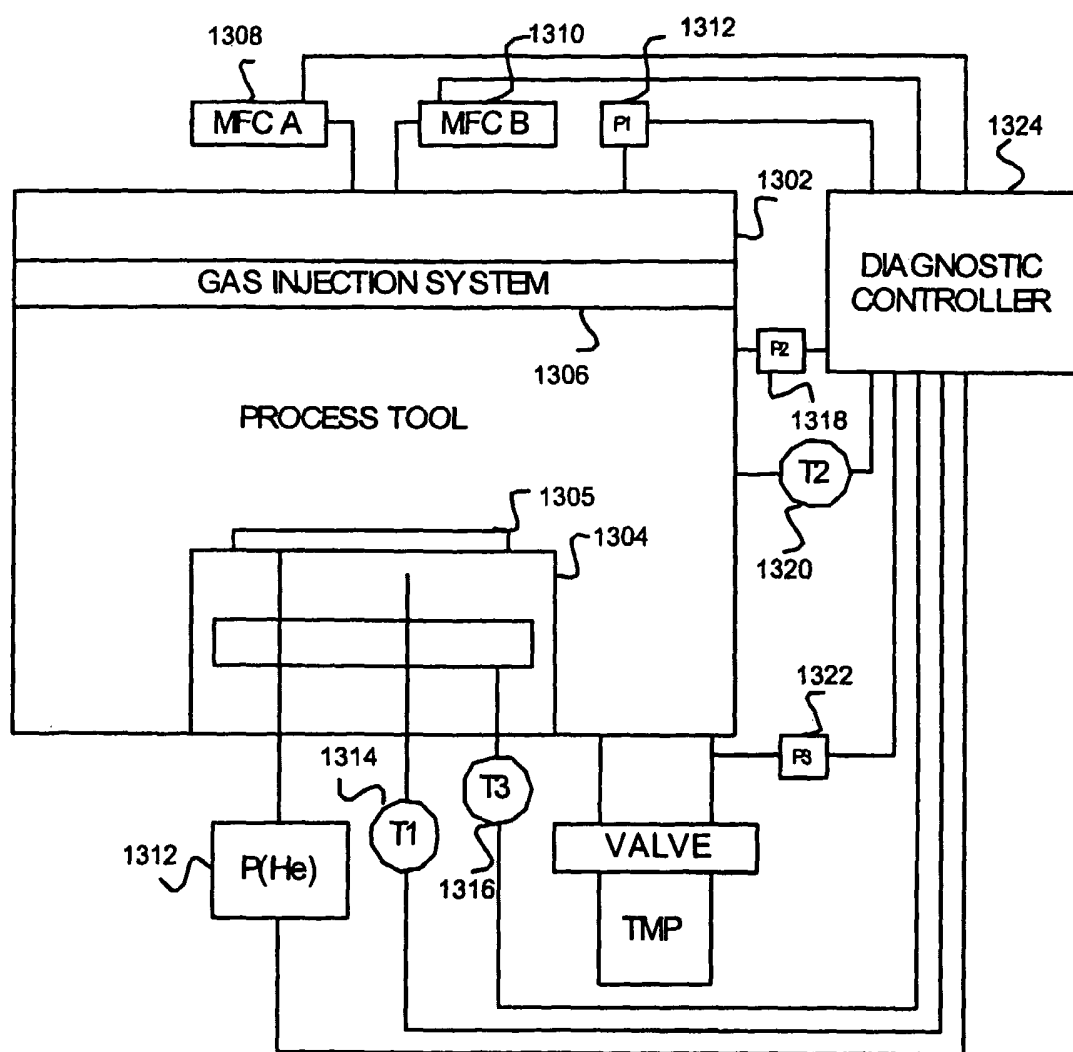 1308
1310
1312
MFC A
MFC B
P1
1324
1302
GAS INJECTION SYSTEM
DIAGNOSTIC
CONTROLLER
P2
1306
1318
PROCESS TOOL
T2
1305
1304
1320
1322
1314
T3
P3
T1
1312
P(He)
1316
VALVE
TMP